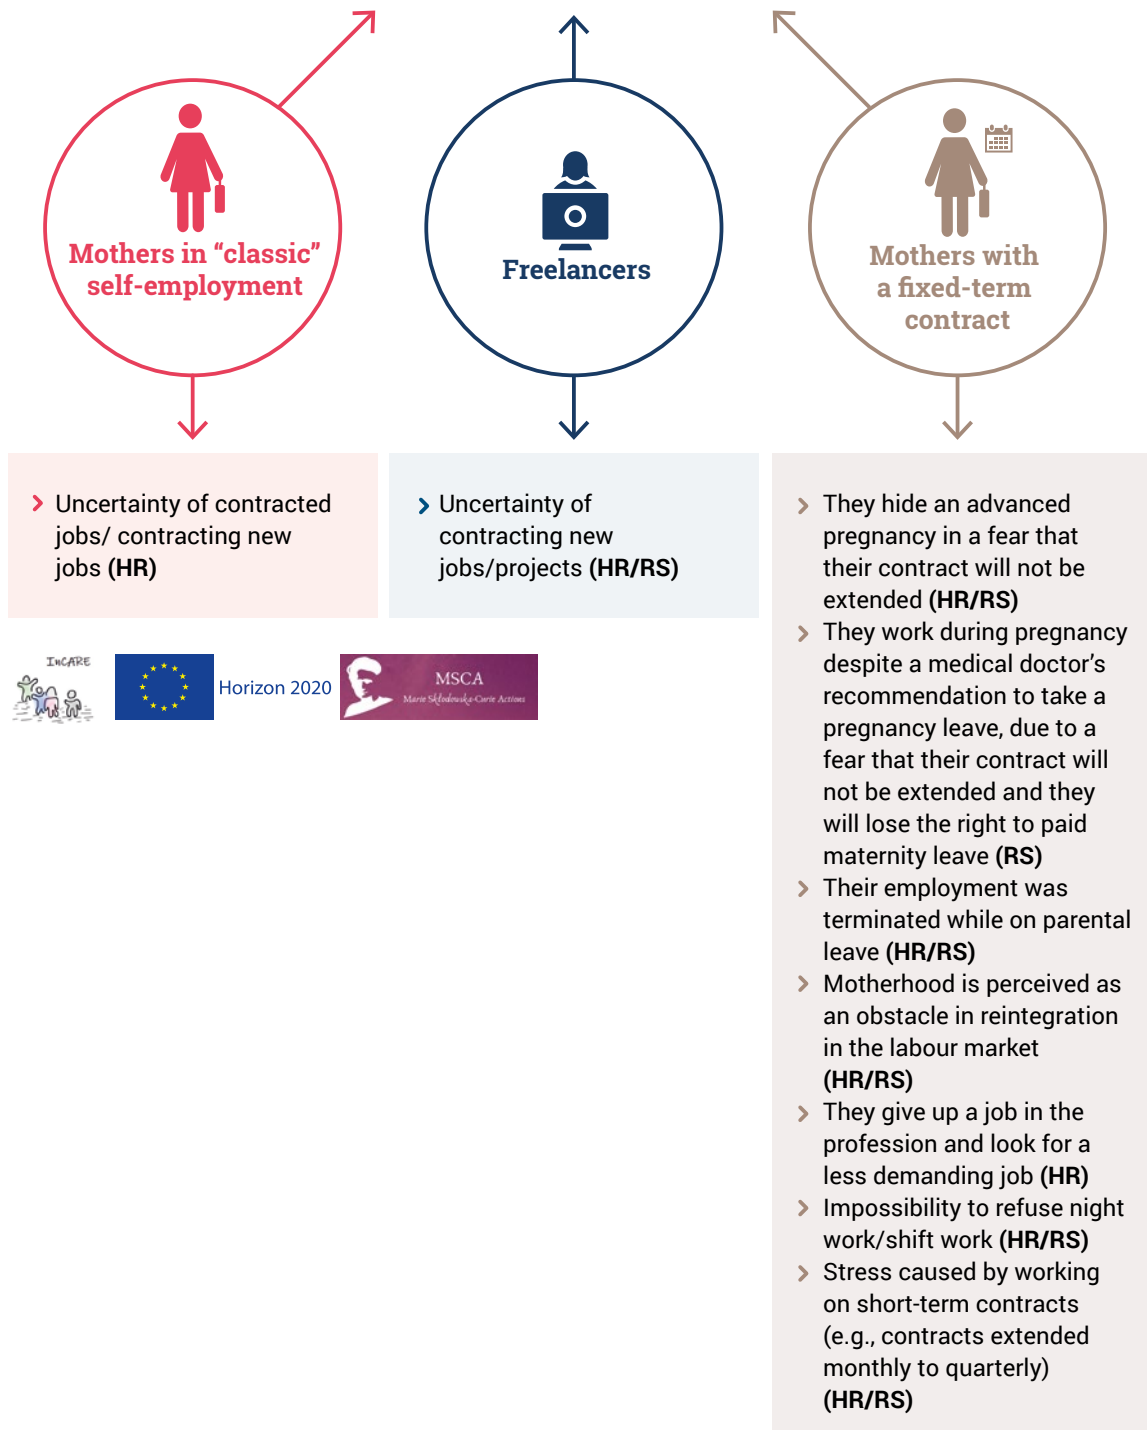 Mothers in “classic”
self-employment
Freelancers
Mothers with
a fixed-term
contract
Uncertainty of contracted
jobs/ contracting new
jobs (HR)
Uncertainty of
contracting new
jobs/projects (HR/RS)
They hide an advanced
pregnancy in a fear that
their contract will not be
extended (HR/RS)
They work during pregnancy
despite a medical doctor’s
recommendation to take a
pregnancy leave, due to a
fear that their contract will
not be extended and they
will lose the right to paid
maternity leave (RS)
Their employment was
terminated while on parental
leave (HR/RS)
Motherhood is perceived as
an obstacle in reintegration
in the labour market
(HR/RS)
They give up a job in the
profession and look for a
less demanding job (HR)
Impossibility to refuse night
work/shift work (HR/RS)
Stress caused by working
on short-term contracts
(e.g., contracts extended
monthly to quarterly)
(HR/RS)
InCARE
Horizon 2020
MSCA
Marie Skłodowska-Curie Actions